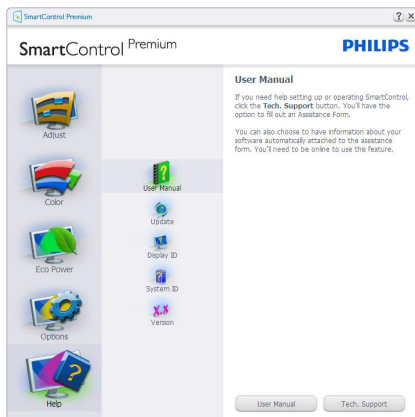 SmartControl Premium
SmartControl Premium
PHILIPS
Adjust
Color
Eco Power
Options
Help
User Manual
Update
Display ID
System ID
X.X
Version
User Manual
If you need help setting up or operating SmartControl,
click the Tech. Support button. You'll have the
option to fill out an Assistance Form.
You can also choose to have information about your
software automatically attached to the assistance
form. You'll need to be online to use this feature.
User Manual
Tech. Support